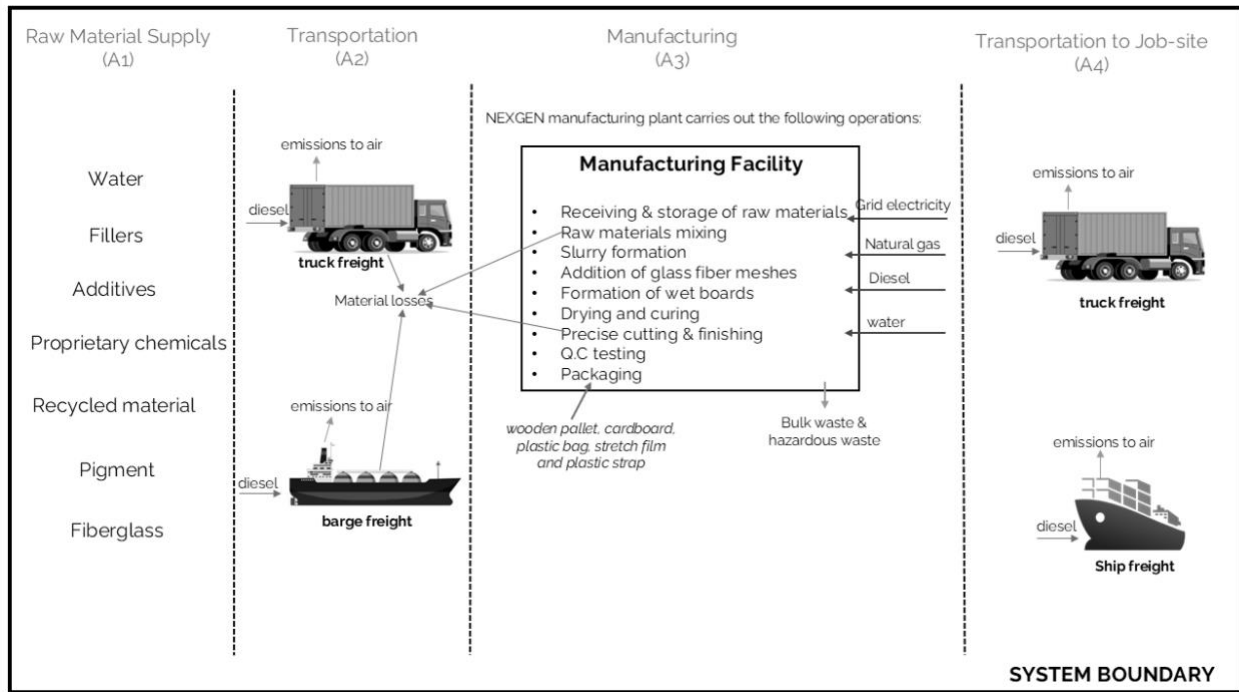 Raw Material Supply
(A1)
Transportation
(A2)
Manufacturing
(A3)
Transportation to Job-site
(A4)
Water
Fillers
Additives
Proprietary chemicals
Recycled material
Pigment
Fiberglass
emissions to air
diesel
truck freight
Material losses
emissions to air
diesel
barge freight
NEXGEN manufacturing plant carries out the following operations:
Manufacturing Facility
• Receiving & storage of raw materials
• Raw materials mixing
• Slurry formation
• Addition of glass fiber meshes
• Formation of wet boards
• Drying and curing
• Precise cutting & finishing
• Q.C testing
• Packaging
Grid electricity
Natural gas
Diesel
water
wooden pallet, cardboard,
plastic bag, stretch film
and plastic strap
Bulk waste &
hazardous waste
emissions to air
diesel
truck freight
emissions to air
diesel
Ship freight
SYSTEM BOUNDARY